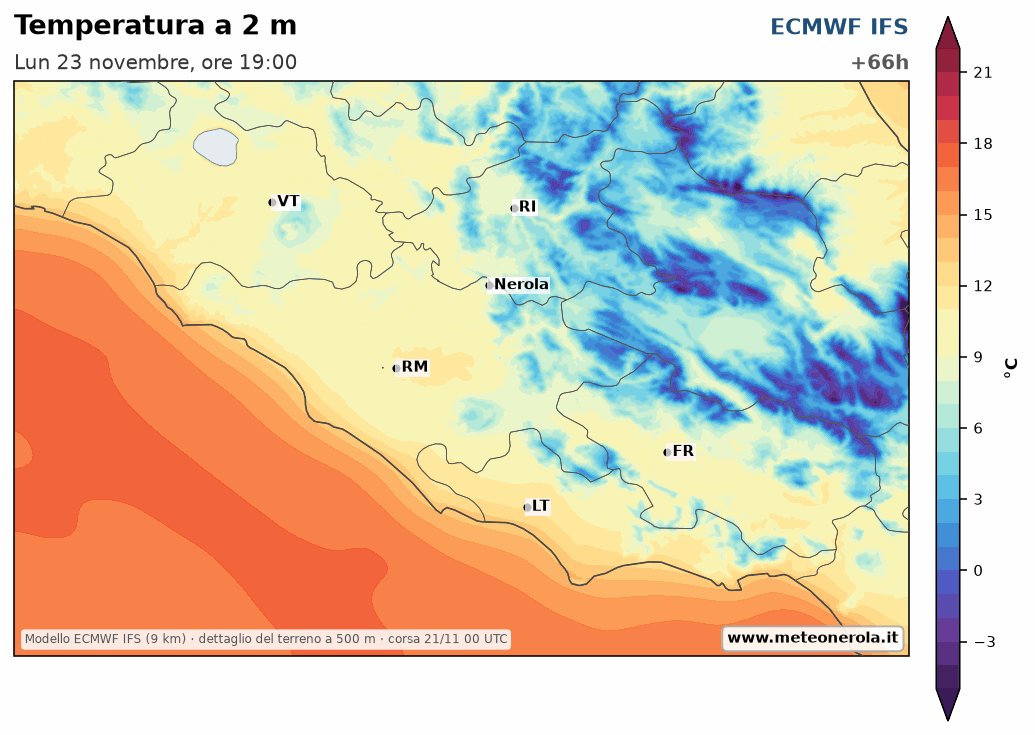 Temperatura a 2 m
ECMWF IFS
Lun 23 novembre, ore 19:00
+66h
VT
RI
Nerola
RM
FR
LT
Modello ECMWF IFS (9 km) · dettaglio del terreno a 500 m · corsa 21/11 00 UTC
www.meteonerola.it
21
18
15
12
9
6
3
0
−3
°C